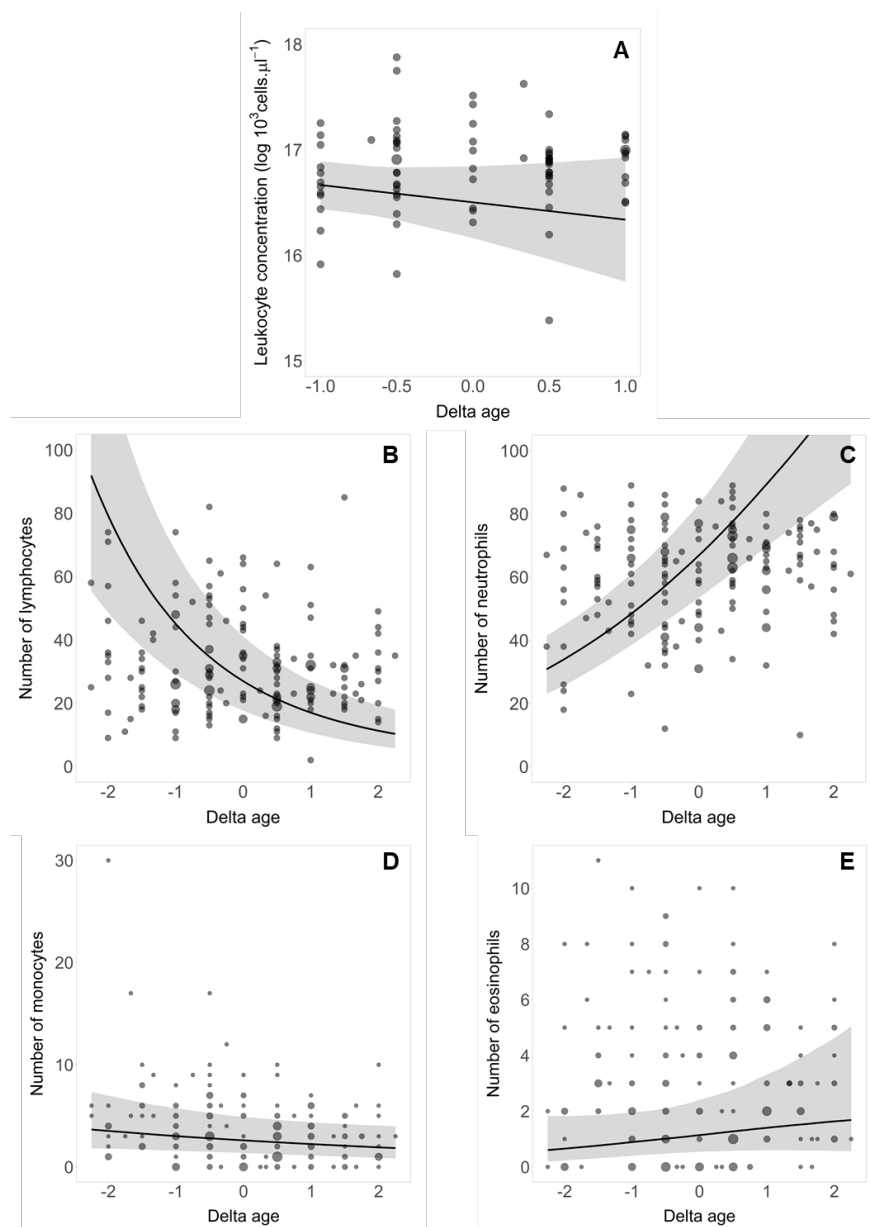 A
Leukocyte concentration (log 10³cells.µl⁻¹)
18
17
16
15
-1.0 -0.5 0.0 0.5 1.0
Delta age
B
Number of lymphocytes
100
80
60
40
20
0
-2 -1 0 1 2
Delta age
C
Number of neutrophils
100
80
60
40
20
0
-2 -1 0 1 2
Delta age
D
Number of monocytes
30
20
10
0
-2 -1 0 1 2
Delta age
E
Number of eosinophils
10
8
6
4
2
0
-2 -1 0 1 2
Delta age